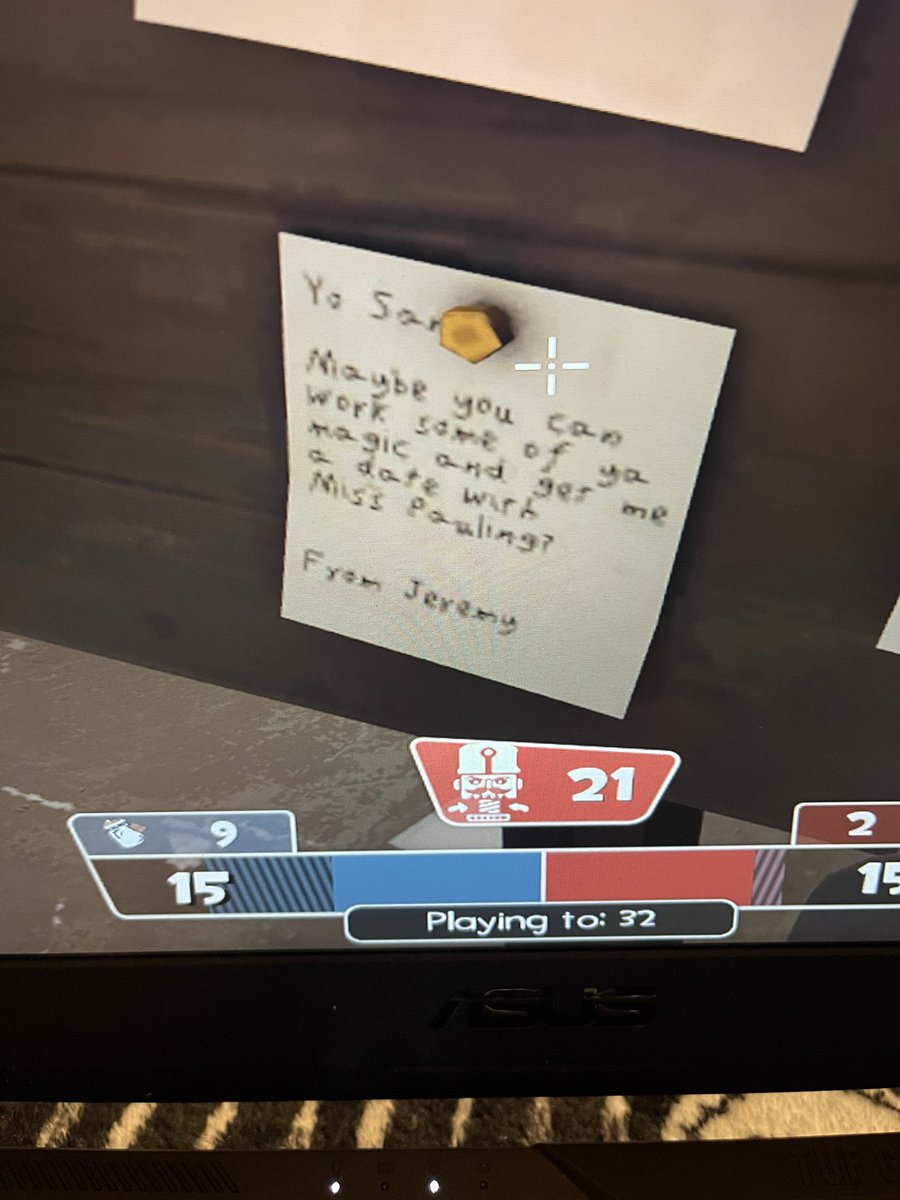 Yo San
Maybe you can
work some of ya
magic and get me
a date with
Miss Pauling?
From Jeremy
21
9
2
15
15
Playing to: 32
ASUS